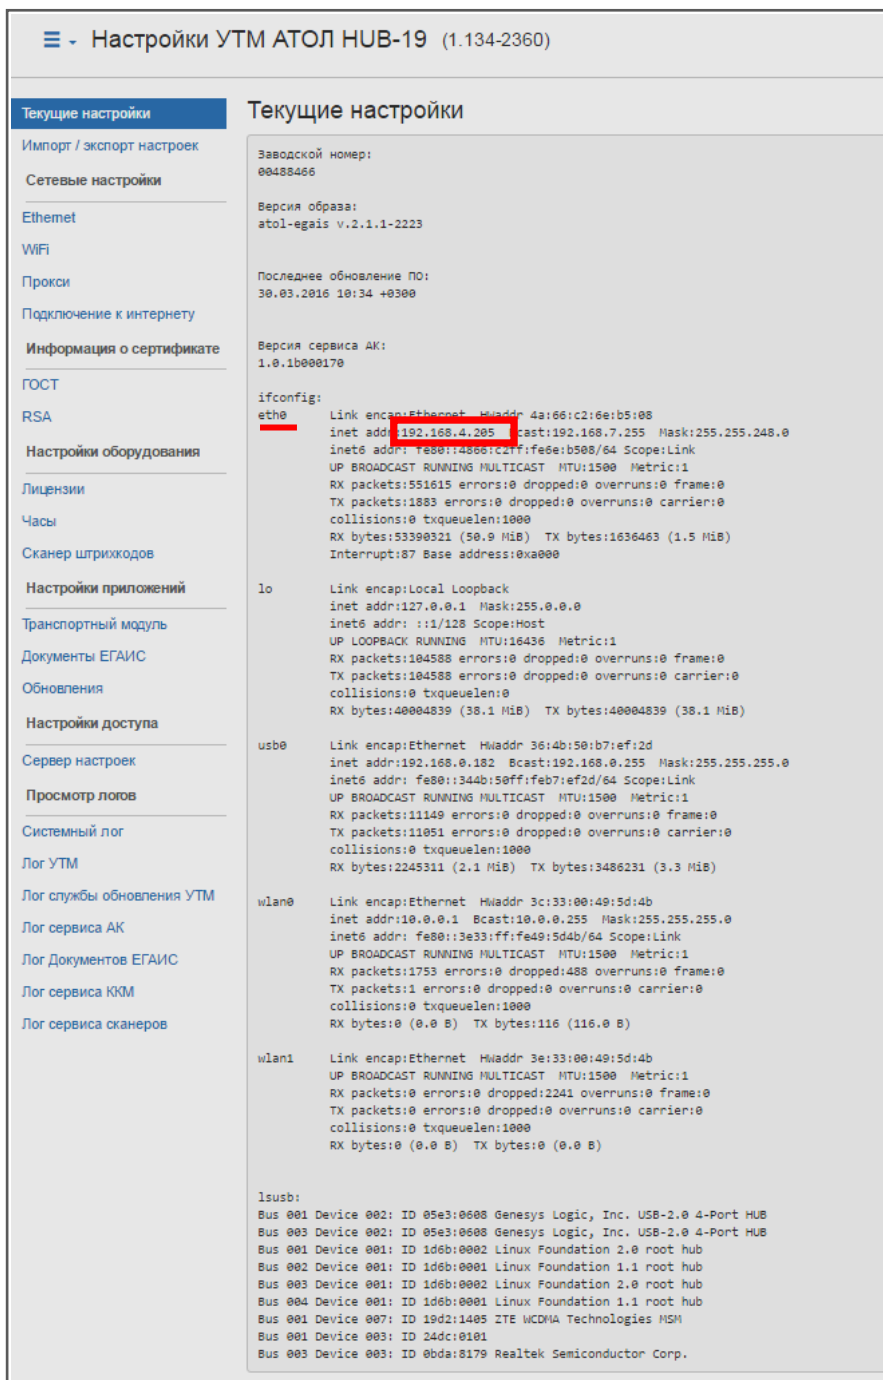 Настройки УТМ АТОЛ HUB-19 (1.134-2360)
Текущие настройки
Импорт / экспорт настроек
Сетевые настройки
Ethernet
WiFi
Прокси
Подключение к интернету
Информация о сертификате
ГОСТ
RSA
Настройки оборудования
Лицензии
Часы
Сканер штрихкодов
Настройки приложений
Транспортный модуль
Документы ЕГАИС
Обновления
Настройки доступа
Сервер настроек
Просмотр логов
Системный лог
Лог УТМ
Лог службы обновления УТМ
Лог сервиса АК
Лог Документов ЕГАИС
Лог сервиса ККМ
Лог сервиса сканеров
Текущие настройки
Заводской номер:
00488466
Версия образа:
atol-egais v.2.1.1-2223
Последнее обновление ПО:
30.03.2016 10:34 +0300
Версия сервиса АК:
1.0.1b000170
ifconfig:
eth0 Link encap:Ethernet HWaddr 4a:66:c2:6e:b5:08
inet addr:192.168.4.205 Bcast:192.168.7.255 Mask:255.255.248.0
inet6 addr: fe80::4866:c2ff:fe6e:b508/64 Scope:Link
UP BROADCAST RUNNING MULTICAST MTU:1500 Metric:1
RX packets:551615 errors:0 dropped:0 overruns:0 frame:0
TX packets:1883 errors:0 dropped:0 overruns:0 carrier:0
collisions:0 txqueuelen:1000
RX bytes:53390321 (50.9 MiB) TX bytes:1636463 (1.5 MiB)
Interrupt:87 Base address:0xa000
lo Link encap:Local Loopback
inet addr:127.0.0.1 Mask:255.0.0.0
inet6 addr: ::1/128 Scope:Host
UP LOOPBACK RUNNING MTU:16436 Metric:1
RX packets:104588 errors:0 dropped:0 overruns:0 frame:0
TX packets:104588 errors:0 dropped:0 overruns:0 carrier:0
collisions:0 txqueuelen:0
RX bytes:40004839 (38.1 MiB) TX bytes:40004839 (38.1 MiB)
usb0 Link encap:Ethernet HWaddr 36:4b:50:b7:ef:2d
inet addr:192.168.0.182 Bcast:192.168.0.255 Mask:255.255.255.0
inet6 addr: fe80::344b:50ff:feb7:ef2d/64 Scope:Link
UP BROADCAST RUNNING MULTICAST MTU:1500 Metric:1
RX packets:11149 errors:0 dropped:0 overruns:0 frame:0
TX packets:11051 errors:0 dropped:0 overruns:0 carrier:0
collisions:0 txqueuelen:1000
RX bytes:2245311 (2.1 MiB) TX bytes:3486231 (3.3 MiB)
wlan0 Link encap:Ethernet HWaddr 3c:33:00:49:5d:4b
inet addr:10.0.0.1 Bcast:10.0.0.255 Mask:255.255.255.0
inet6 addr: fe80::3e33:ff:fe49:5d4b/64 Scope:Link
UP BROADCAST RUNNING MULTICAST MTU:1500 Metric:1
RX packets:1753 errors:0 dropped:488 overruns:0 frame:0
TX packets:1 errors:0 dropped:0 overruns:0 carrier:0
collisions:0 txqueuelen:1000
RX bytes:0 (0.0 B) TX bytes:116 (116.0 B)
wlan1 Link encap:Ethernet HWaddr 3e:33:00:49:5d:4b
UP BROADCAST RUNNING MULTICAST MTU:1500 Metric:1
RX packets:0 errors:0 dropped:2241 overruns:0 frame:0
TX packets:0 errors:0 dropped:0 overruns:0 carrier:0
collisions:0 txqueuelen:1000
RX bytes:0 (0.0 B) TX bytes:0 (0.0 B)
lsusb:
Bus 001 Device 002: ID 05e3:0608 Genesys Logic, Inc. USB-2.0 4-Port HUB
Bus 003 Device 002: ID 05e3:0608 Genesys Logic, Inc. USB-2.0 4-Port HUB
Bus 001 Device 001: ID 1d6b:0002 Linux Foundation 2.0 root hub
Bus 002 Device 001: ID 1d6b:0001 Linux Foundation 1.1 root hub
Bus 003 Device 001: ID 1d6b:0002 Linux Foundation 2.0 root hub
Bus 004 Device 001: ID 1d6b:0001 Linux Foundation 1.1 root hub
Bus 001 Device 007: ID 19d2:1405 ZTE WCDMA Technologies MSM
Bus 001 Device 003: ID 24dc:0101
Bus 003 Device 003: ID 0bda:8179 Realtek Semiconductor Corp.